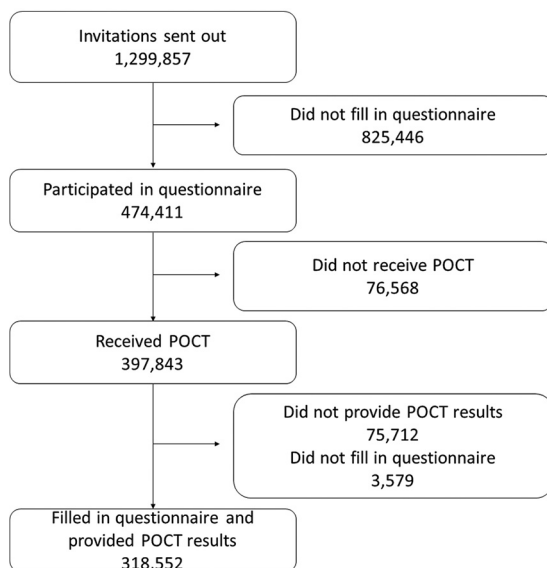 Invitations sent out
1,299,857
Did not fill in questionnaire
825,446
Participated in questionnaire
474,411
Did not receive POCT
76,568
Received POCT
397,843
Did not provide POCT results
75,712
Did not fill in questionnaire
3,579
Filled in questionnaire and
provided POCT results
318,552